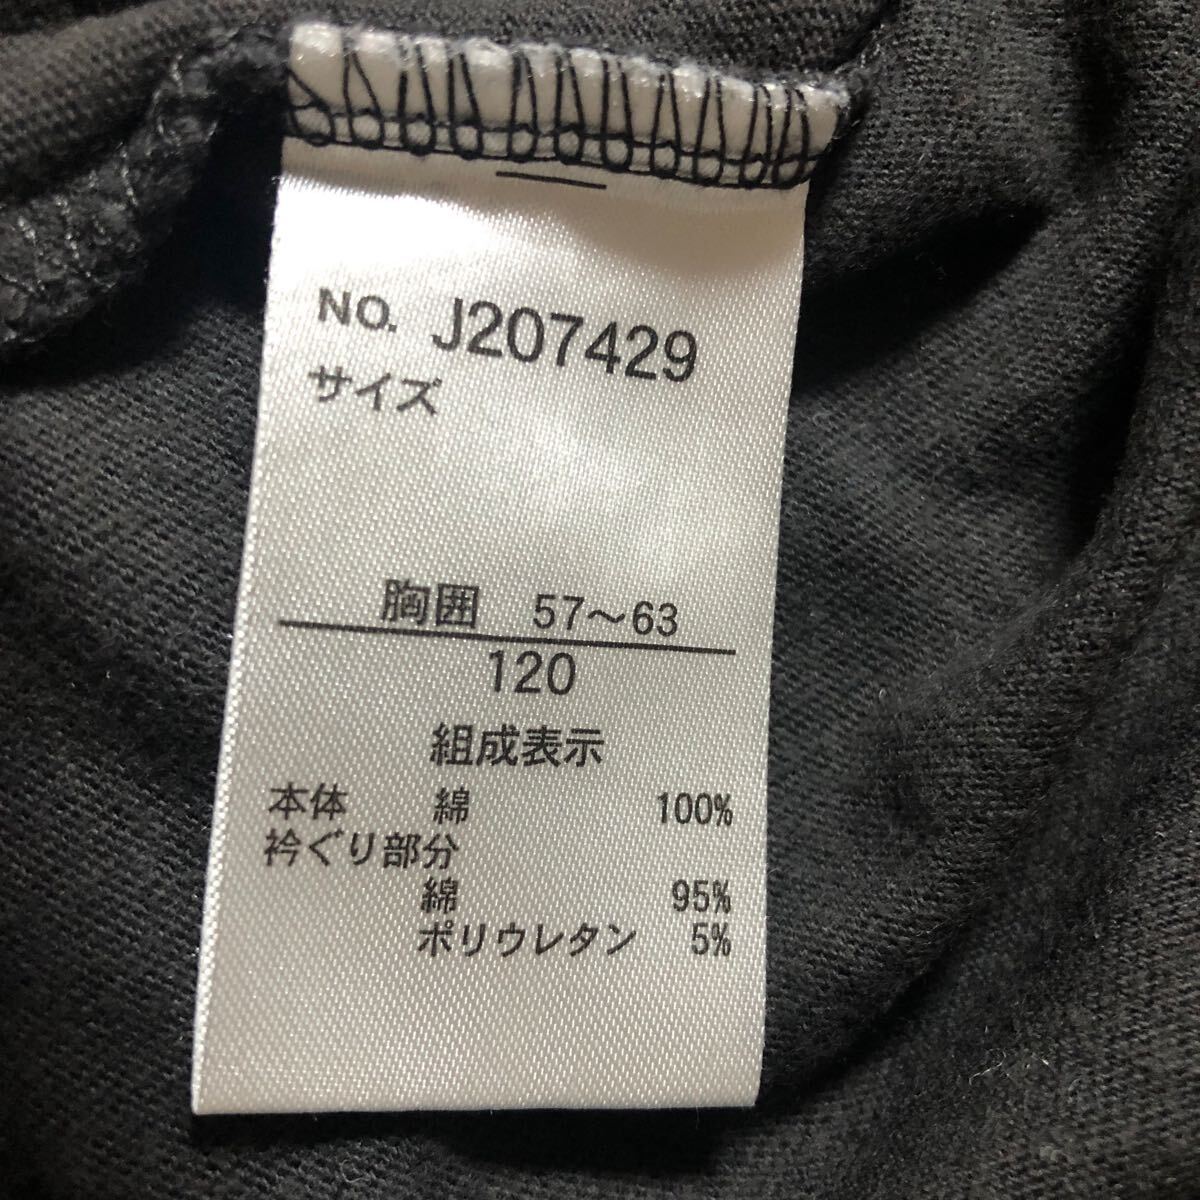 NO. J207429
サイズ
胸囲 57～63
120
組成表示
本体 綿 100%
衿ぐり部分
綿 95%
ポリウレタン 5%